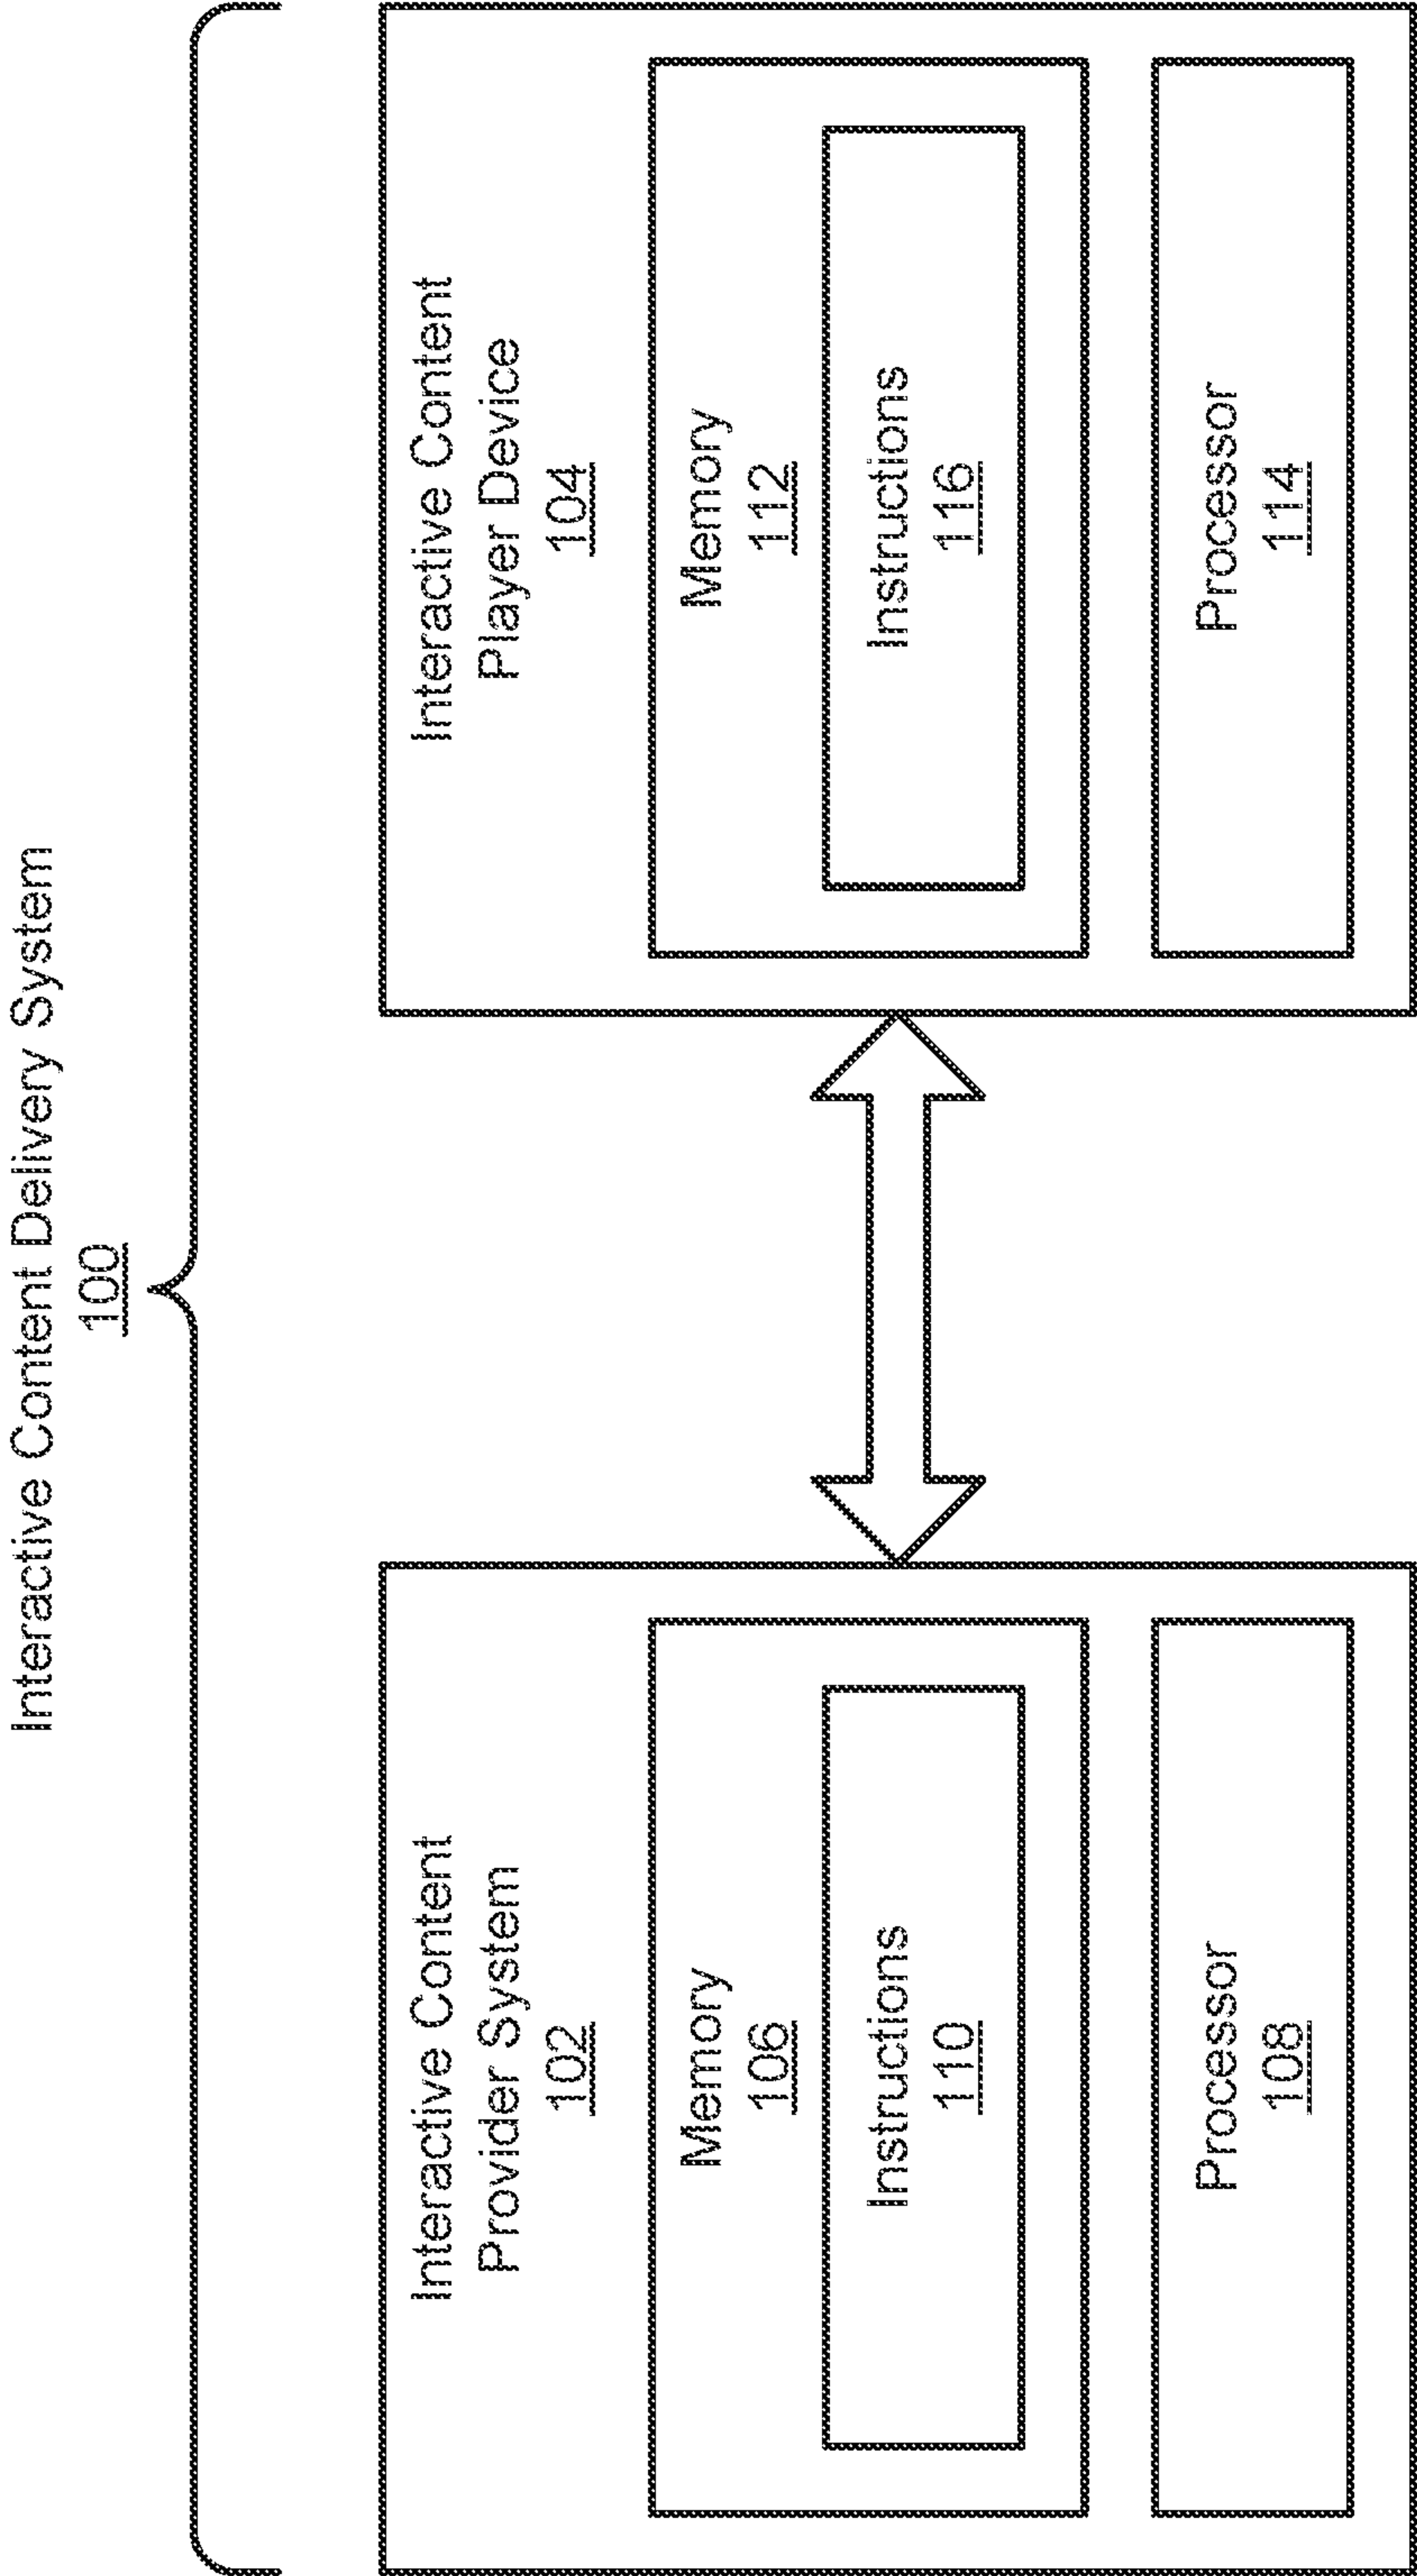 Interactive Content Delivery System
100
Interactive Content
Provider System
102
Memory
106
Instructions
110
Processor
108
Interactive Content
Player Device
104
Memory
112
Instructions
116
Processor
114